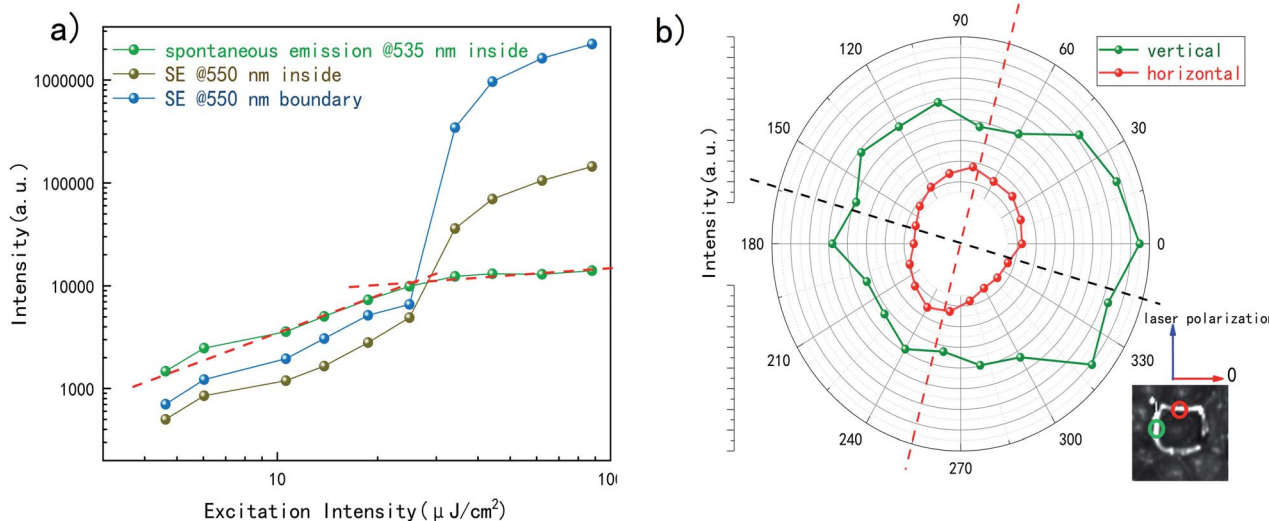 a)
spontaneous emission @535 nm inside
SE @550 nm inside
SE @550 nm boundary
1000000
100000
10000
1000
Intensity(a.u.)
10
100
Excitation Intensity(μJ/cm²)
b)
vertical
horizontal
90
60
30
0
330
300
270
240
210
180
150
120
Intensity(a.u.)
laser polarization
0